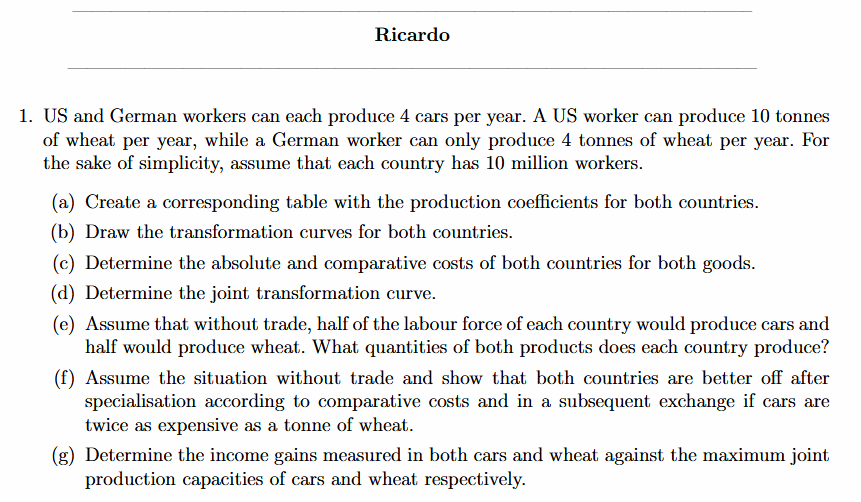 Ricardo
1. US and German workers can each produce 4 cars per year. A US worker can produce 10 tonnes
of wheat per year, while a German worker can only produce 4 tonnes of wheat per year. For
the sake of simplicity, assume that each country has 10 million workers.
(a) Create a corresponding table with the production coefficients for both countries.
(b) Draw the transformation curves for both countries.
(c) Determine the absolute and comparative costs of both countries for both goods.
(d) Determine the joint transformation curve.
(e) Assume that without trade, half of the labour force of each country would produce cars and
half would produce wheat. What quantities of both products does each country produce?
(f) Assume the situation without trade and show that both countries are better off after
specialisation according to comparative costs and in a subsequent exchange if cars are
twice as expensive as a tonne of wheat.
(g) Determine the income gains measured in both cars and wheat against the maximum joint
production capacities of cars and wheat respectively.